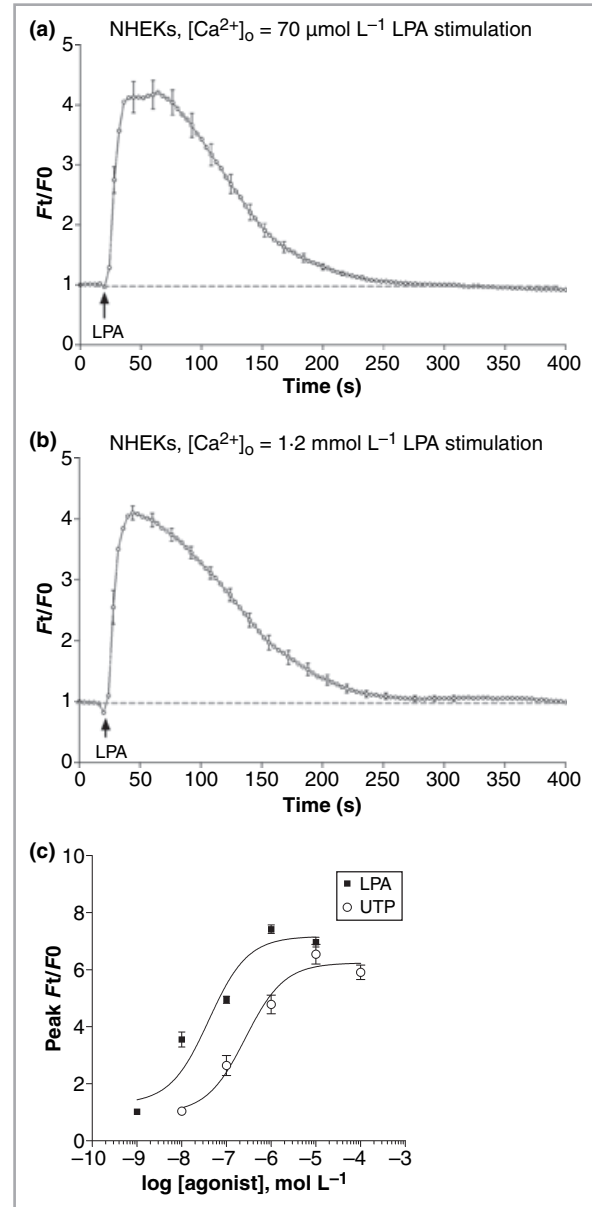 (a) NHEKs, [Ca2+]o = 70 µmol L−1 LPA stimulation
5
4
3
2
1
0
Ft/F0
LPA
0 50 100 150 200 250 300 350 400
Time (s)
(b) NHEKs, [Ca2+]o = 1·2 mmol L−1 LPA stimulation
5
4
3
2
1
0
Ft/F0
LPA
0 50 100 150 200 250 300 350 400
Time (s)
(c)
10
8
6
4
2
0
Peak Ft/F0
LPA
UTP
−10 −9 −8 −7 −6 −5 −4 −3
log [agonist], mol L−1